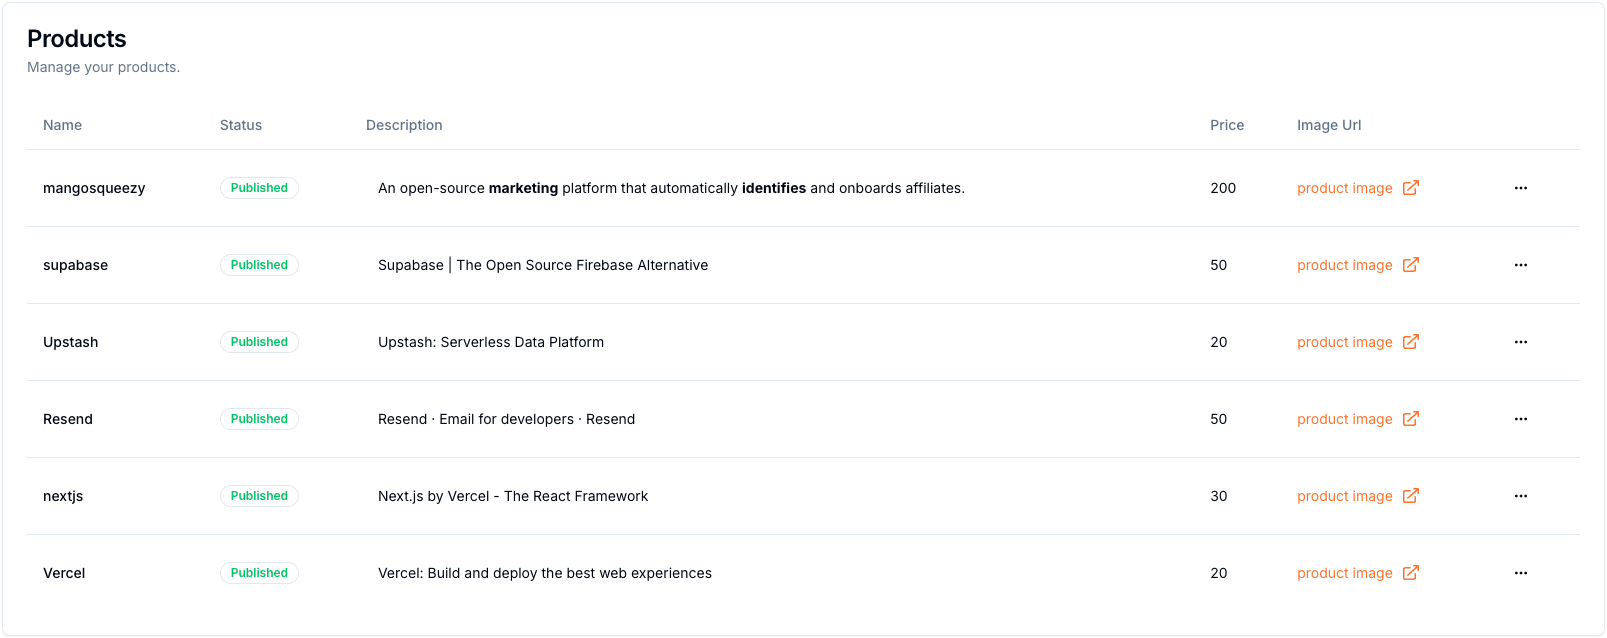 Products
Manage your products.
Name Status Description Price Image Url
mangosqueezy Published An open-source marketing platform that automatically identifies and onboards affiliates. 200 product image
supabase Published Supabase | The Open Source Firebase Alternative 50 product image
Upstash Published Upstash: Serverless Data Platform 20 product image
Resend Published Resend · Email for developers · Resend 50 product image
nextjs Published Next.js by Vercel - The React Framework 30 product image
Vercel Published Vercel: Build and deploy the best web experiences 20 product image